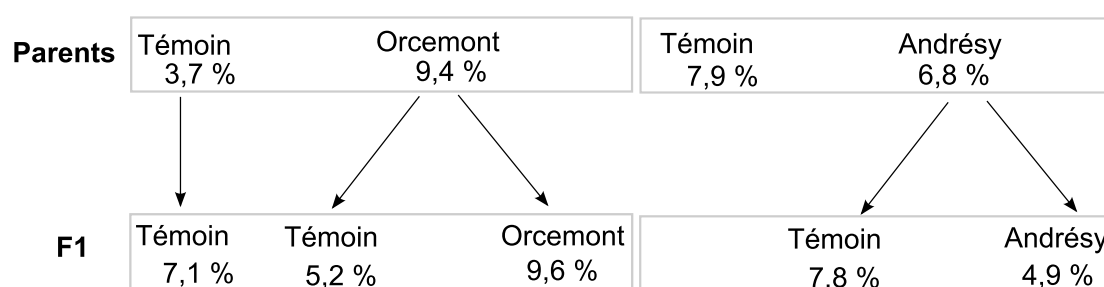 Parents
Témoin
3,7 %
Orcemont
9,4 %
Témoin
7,9 %
Andrésy
6,8 %
F1
Témoin
7,1 %
Témoin
5,2 %
Orcemont
9,6 %
Témoin
7,8 %
Andrésy
4,9 %